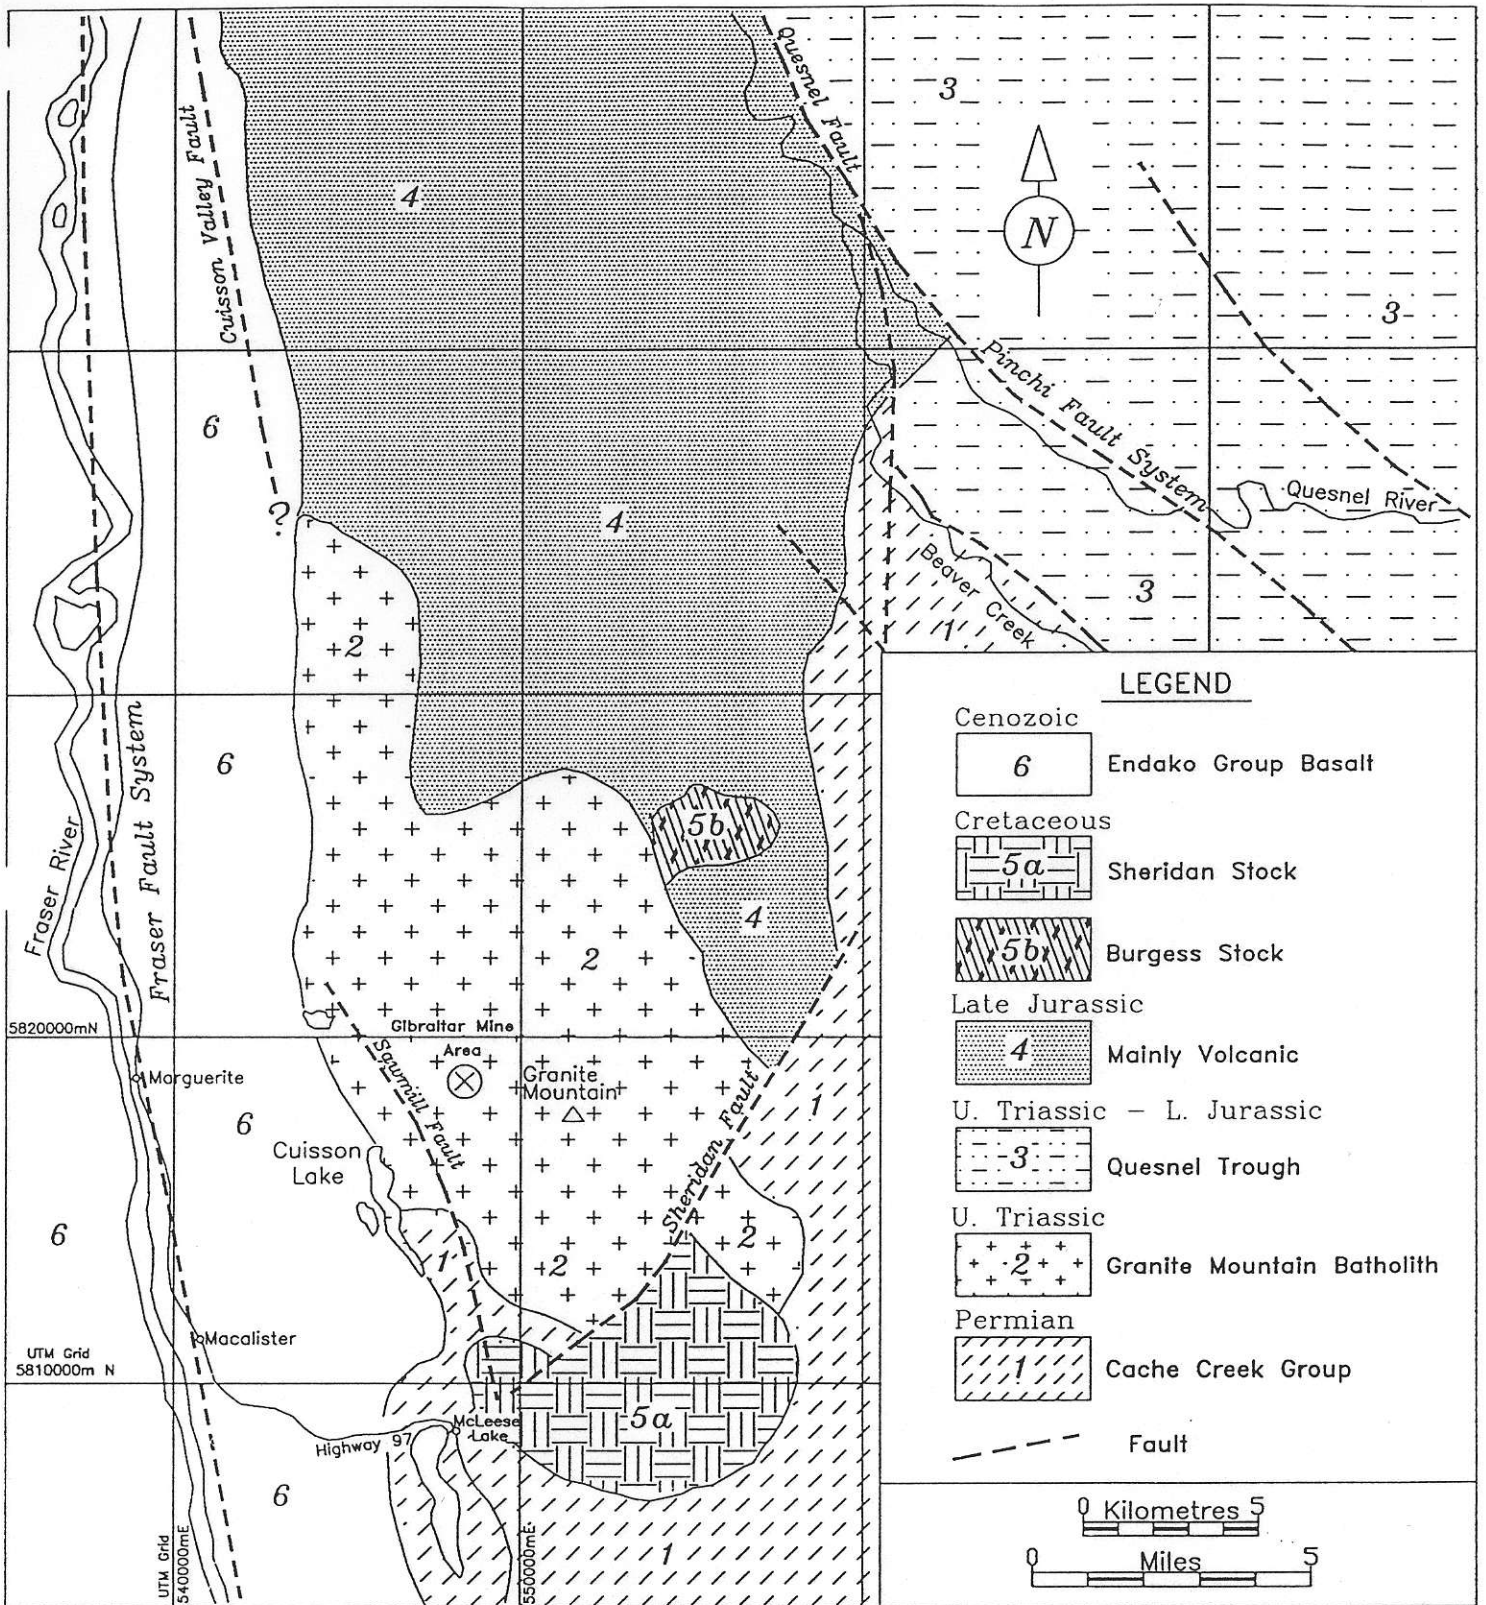 Quesnel Fault
3
Cuisson Valley Fault
4
N
3
Pinchi Fault System
6
?
4
Quesnel River
Beaver Creek
3
1
2
6
Fraser Fault System
Fraser River
5b
4
2
5820000mN
Gibraltar Mine
Area
Sawmill Fault
Granite
Mountain
Marguerite
6
1
Cuisson
Lake
Sheridan Fault
6
1
2
2
Macalister
UTM Grid
5810000m N
5a
McLeese
Lake
Highway 97
6
1
UTM Grid
540000mE
550000mE
LEGEND
Cenozoic
6 Endako Group Basalt
Cretaceous
5a Sheridan Stock
5b Burgess Stock
Late Jurassic
4 Mainly Volcanic
U. Triassic – L. Jurassic
3 Quesnel Trough
U. Triassic
2 Granite Mountain Batholith
Permian
1 Cache Creek Group
Fault
0 Kilometres 5
0 Miles 5